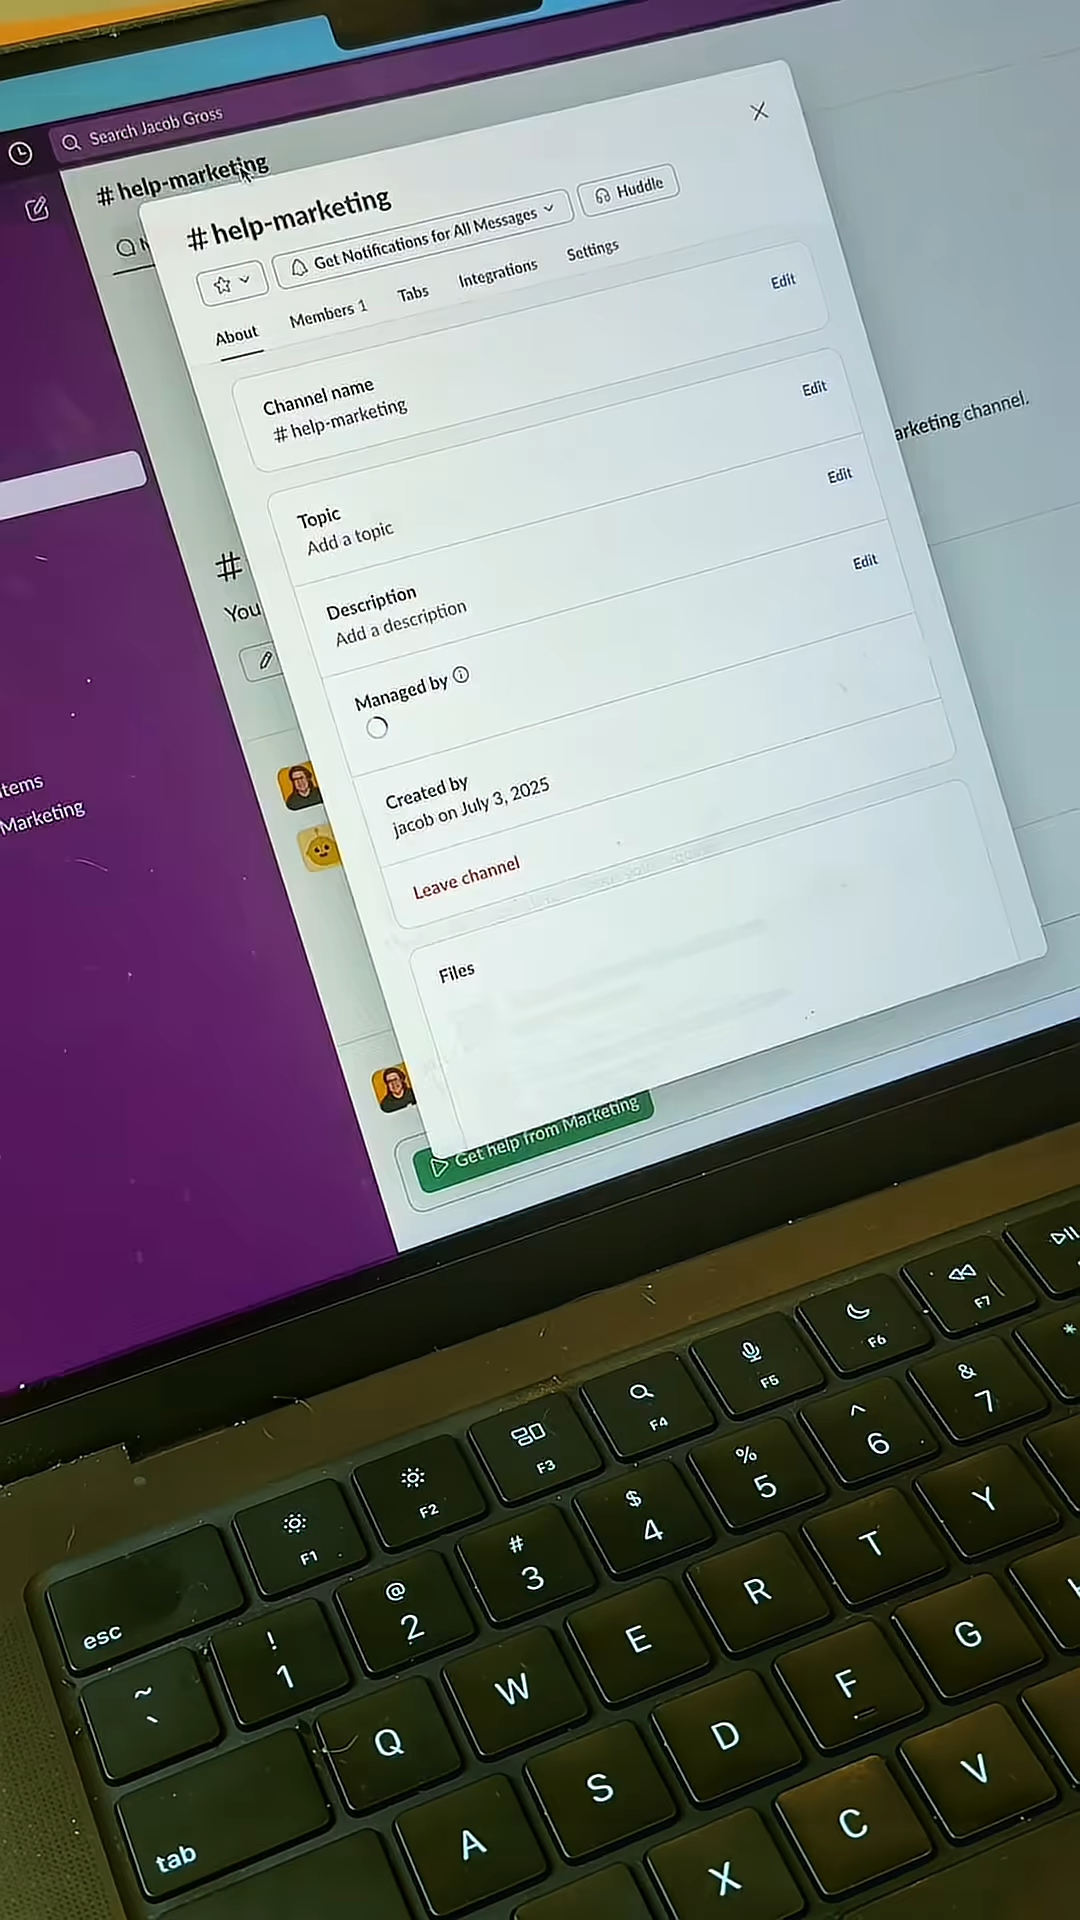 Search Jacob Gross
# help-marketing
# help-marketing
Get Notifications for All Messages
Huddle
About
Members 1
Tabs
Integrations
Settings
Edit
Channel name
# help-marketing
Edit
Topic
Add a topic
Edit
Description
Add a description
Edit
Managed by
Created by
jacob on July 3, 2025
Leave channel
Files
arketing channel.
#
You
tems
Marketing
Get help from Marketing
esc
F1
F2
F3
F4
F5
F6
F7
~
`
!
1
@
2
#
3
$
4
%
5
^
6
&
7
*
tab
Q
W
E
R
T
Y
A
S
D
F
G
X
C
V